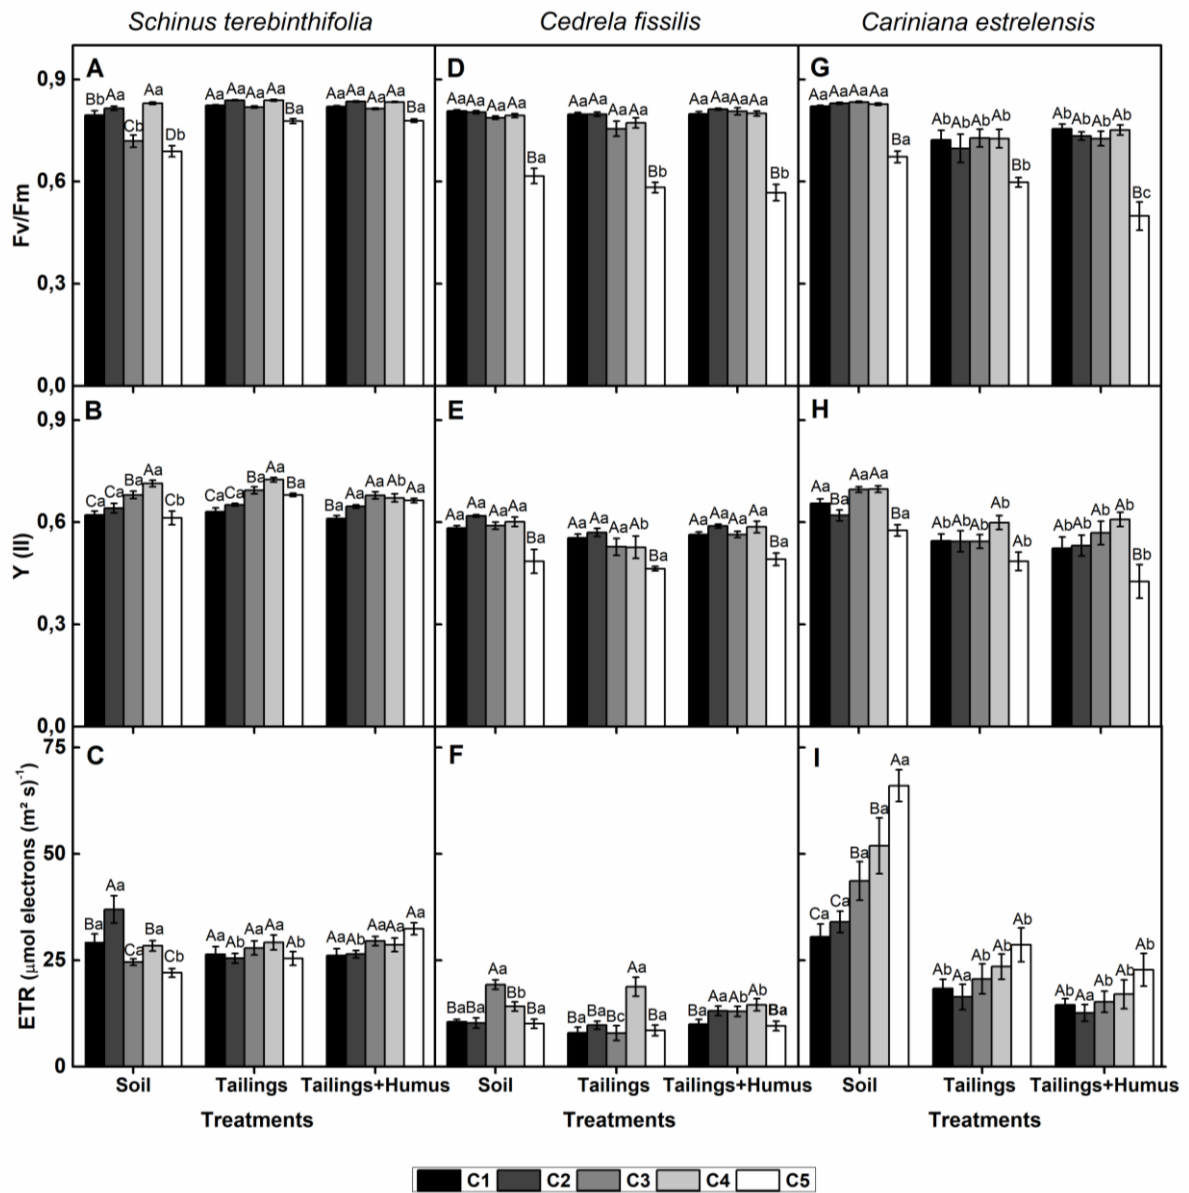 Schinus terebinthifolia Cedrela fissilis Cariniana estrelensis
A D G
0,9
Bb Aa Cb Aa Db Aa Aa Aa Aa Ba Aa Aa Aa Aa Ba
Aa Aa Aa Aa Ba Aa Aa Aa Aa Bb Aa Aa Aa Aa Bb
Aa Aa Aa Aa Ba Ab Ab Ab Ab Bb Ab Ab Ab Ab Bc
Fv/Fm
0,6
0,3
0,0
B E H
0,9
Ca Ca Ba Aa Cb Ca Ca Ba Aa Ba Ba Aa Aa Ab Aa
Aa Aa Aa Aa Ba Aa Aa Aa Ab Ba Aa Aa Aa Aa Ba
Aa Ba Aa Aa Ba Ab Ab Ab Ab Ab Ab Ab Ab Ab Bb
Y (II)
0,6
0,3
0,0
C F I
75
Ba Aa Ca Ba Cb Aa Ab Aa Aa Ab Aa Ab Aa Aa Aa
Ba Ba Aa Bb Ba Ba Ba Bc Aa Ba Ba Aa Ab Ab Ba
Ca Ca Ba Ba Aa Ab Aa Ab Ab Ab Ab Aa Ab Ab Ab
ETR (μmol electrons (m² s)⁻¹
50
25
0
Soil Tailings Tailings+Humus Soil Tailings Tailings+Humus Soil Tailings Tailings+Humus
Treatments Treatments Treatments
C1 C2 C3 C4 C5